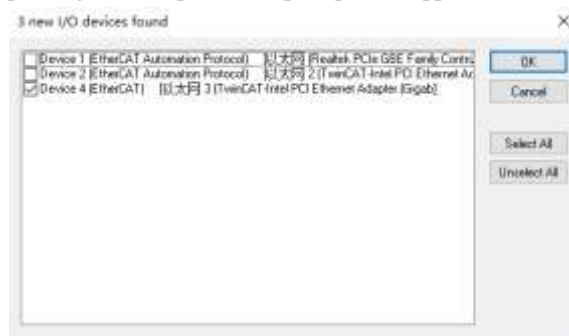 3 new I/O devices found
Device 1 (EtherCAT Automation Protocol) [以太网 (Realtek PCIe GBE Family Contro
Device 2 (EtherCAT Automation Protocol) [以太网 2 (TwinCAT-Intel PCI Ethernet Ac
Device 4 (EtherCAT) [以太网 3 (TwinCAT-Intel PCI Ethernet Adapter (Gigab)]
OK
Cancel
Select All
Unselect All